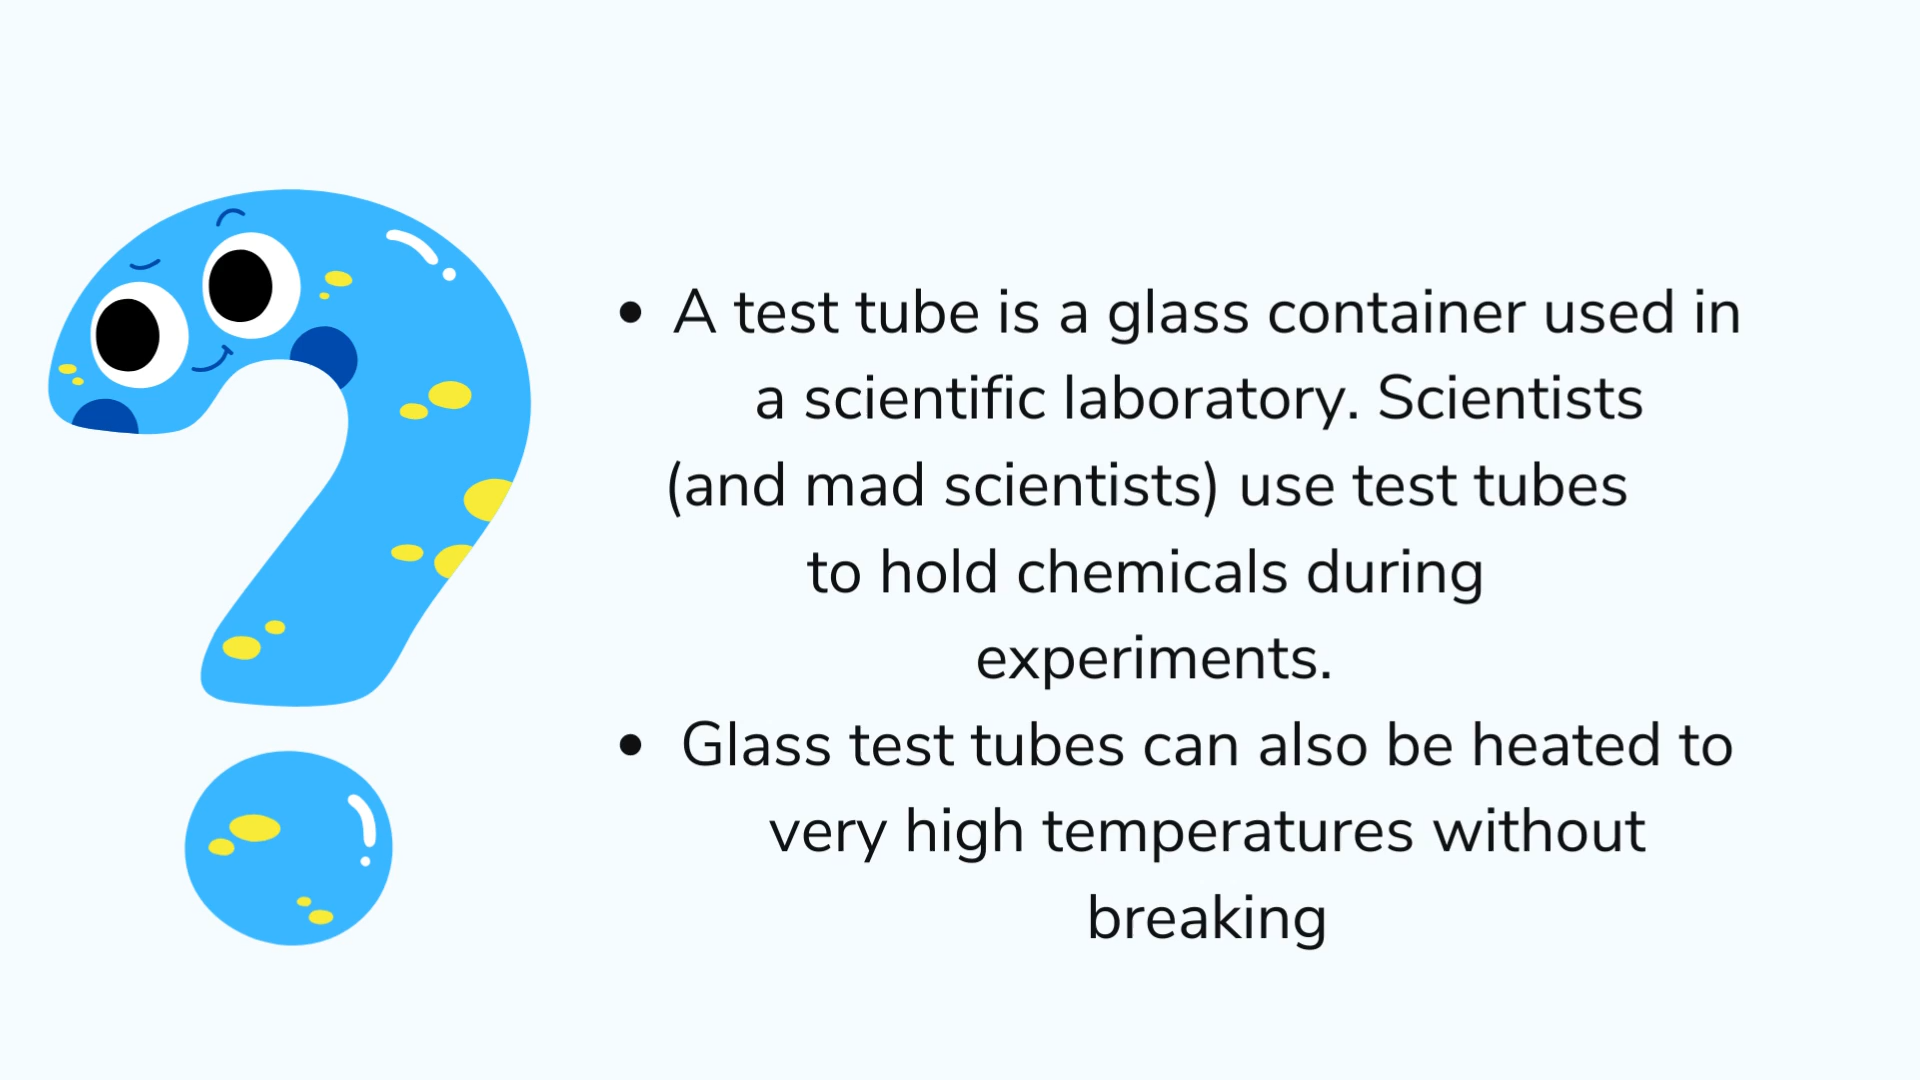 • A test tube is a glass container used in
a scientific laboratory. Scientists
(and mad scientists) use test tubes
to hold chemicals during
experiments.
• Glass test tubes can also be heated to
very high temperatures without
breaking